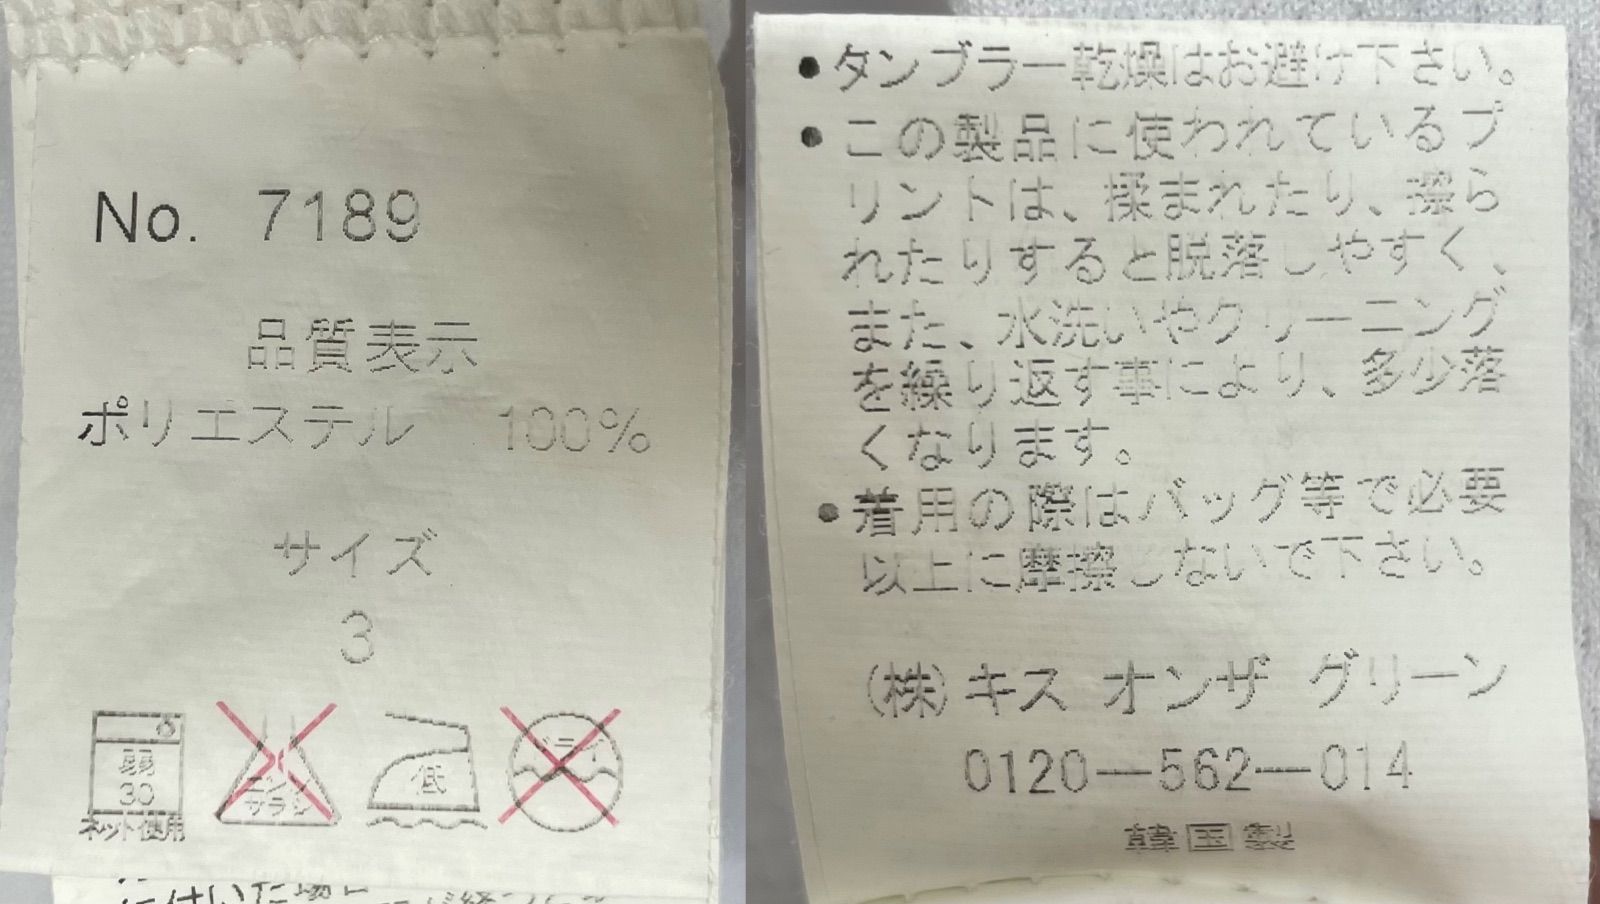 No. 7189
品質表示
ポリエステル 100%
サイズ
3
弱
30
ネット使用
エンソ
サラシ
低
ドライ
に付いた場
・タンブラー乾燥はお避け下さい。
・この製品に使われているプ
リントは、揉まれたり、擦ら
れたりすると脱落しやすく、
また、水洗いやクリーニング
を繰り返す事により、多少落
くなります。
・着用の際はバッグ等で必要
以上に摩擦しないで下さい。
(株)キス オンザ グリーン
0120—562—014
韓国製